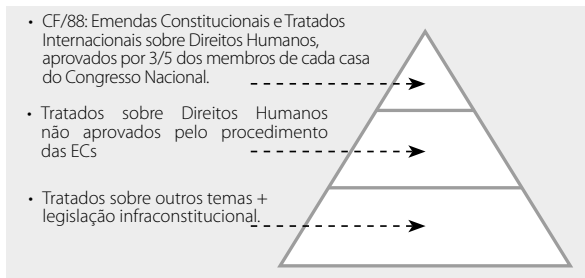 • CF/88: Emendas Constitucionais e Tratados
Internacionais sobre Direitos Humanos,
aprovados por 3/5 dos membros de cada casa
do Congresso Nacional.
• Tratados sobre Direitos Humanos
não aprovados pelo procedimento
das ECs
• Tratados sobre outros temas +
legislação infraconstitucional.